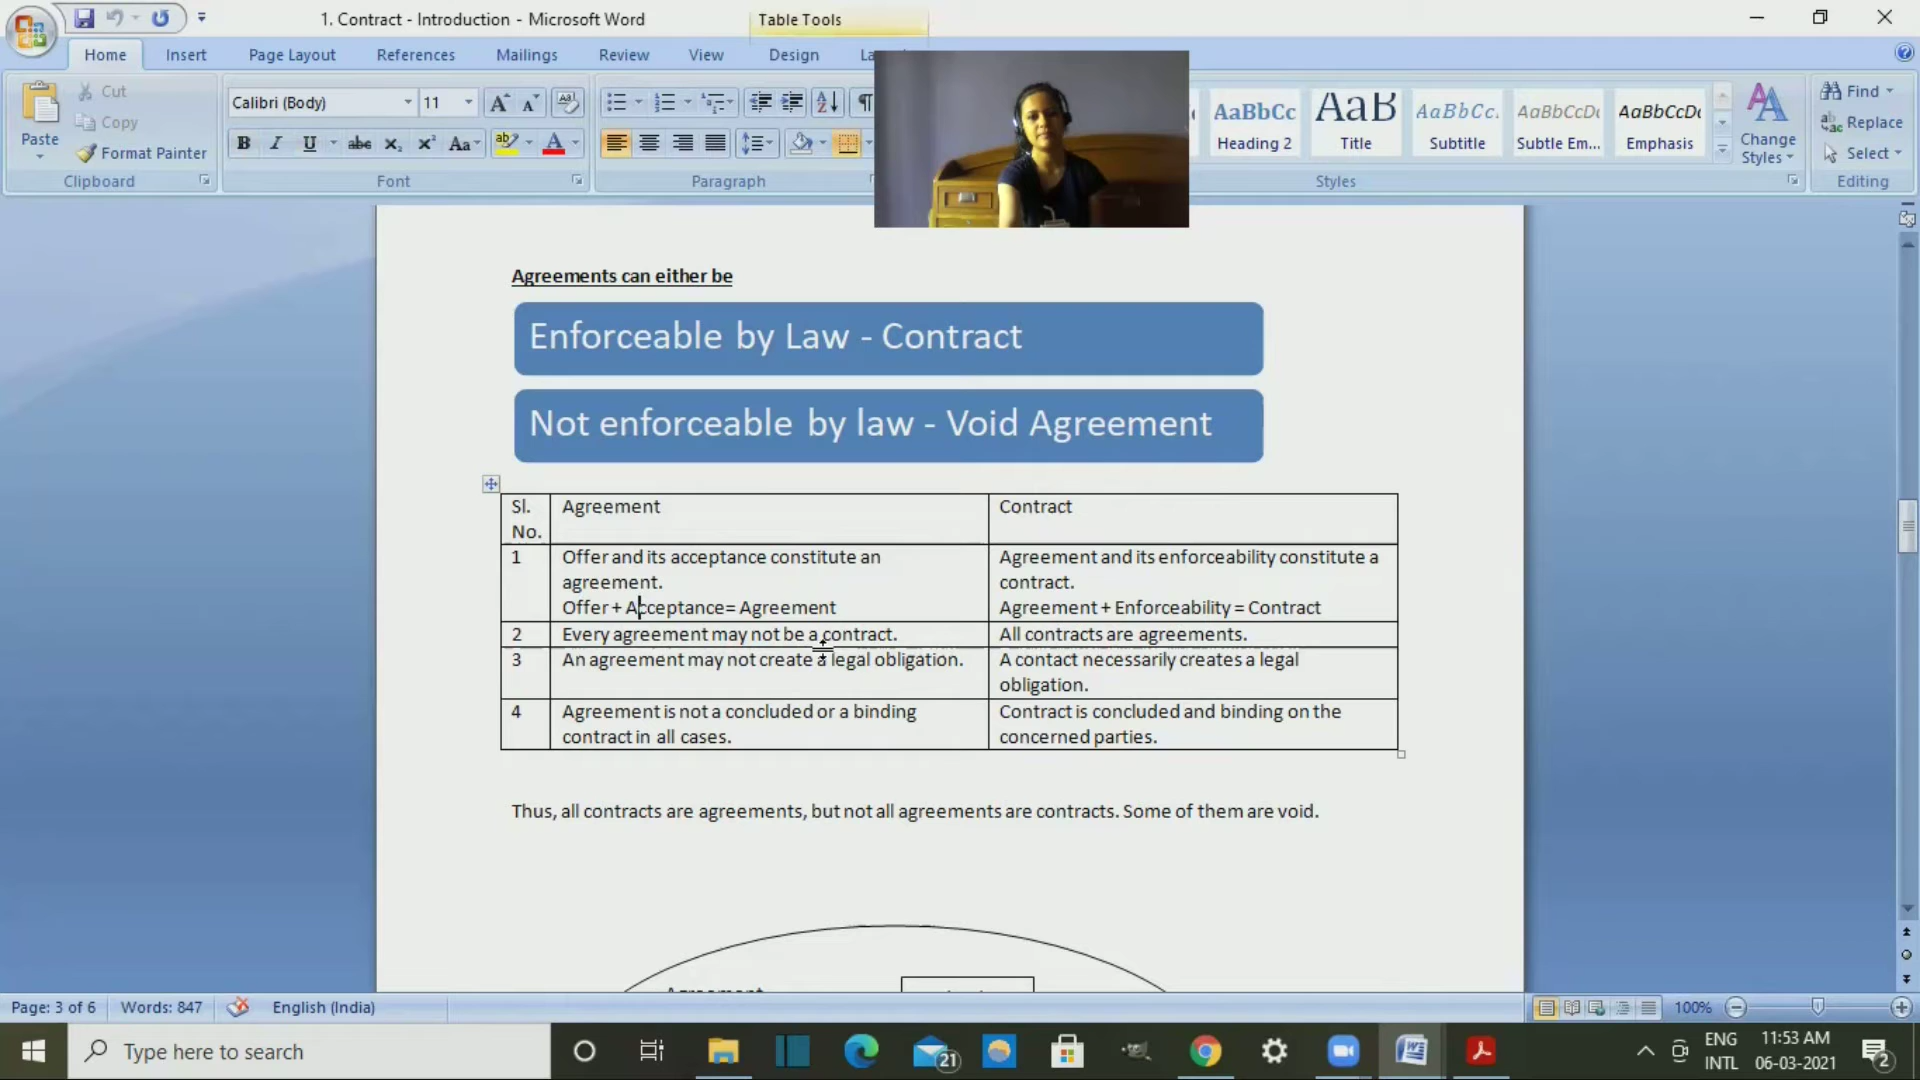 1. Contract - Introduction - Microsoft Word
Table Tools
Home
Insert
Page Layout
References
Mailings
Review
View
Design
Paste
Cut
Copy
Format Painter
Clipboard
Calibri (Body)
11
Font
Paragraph
AaBbCc
Heading 2
Title
AaBbCc.
Subtitle
Subtle Em...
Emphasis
Change
Styles
Styles
Find
Replace
Select
Editing
Agreements can either be
Enforceable by Law - Contract
Not enforceable by law - Void Agreement
Sl. No.
Agreement
Contract
1
Offer and its acceptance constitute an
agreement.
Offer + Acceptance= Agreement
Agreement and its enforceability constitute a
contract.
Agreement + Enforceability = Contract
2
Every agreement may not be a contract.
All contracts are agreements.
3
An agreement may not create a legal obligation.
A contact necessarily creates a legal
obligation.
4
Agreement is not a concluded or a binding
contract in all cases.
Contract is concluded and binding on the
concerned parties.
Thus, all contracts are agreements, but not all agreements are contracts. Some of them are void.
Page: 3 of 6
Words: 847
English (India)
100%
Type here to search
21
ENG
INTL
11:53 AM
06-03-2021
2